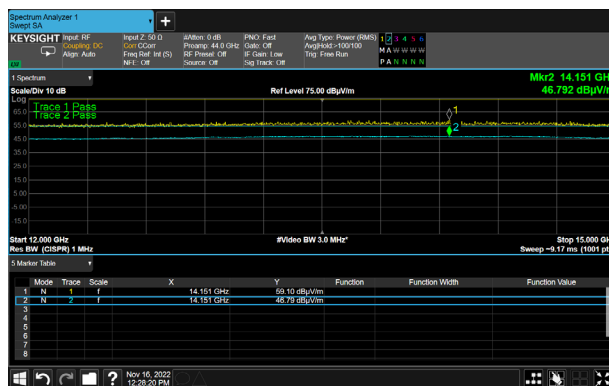 Spectrum Analyzer 1
Swept SA
KEYSIGHT Input: RF Input Z: 50 Ω #Atten: 0 dB PNO: Fast Avg Type: Power (RMS) 1 2 3 4 5 6
Coupling: DC Corr CCorr Preamp: 44.0 GHz Gate: Off Avg|Hold:>100/100 M A W W W W
Align: Auto Freq Ref: Int (S) RF Presel: Off IF Gain: Low Trig: Free Run
NFE: Off Source: Off Sig Track: Off P A N N N N
1 Spectrum Mkr2 14.151 GH
Scale/Div 10 dB Ref Level 75.00 dBµV/m 46.792 dBµV/
Log
Trace 1 Pass
Trace 2 Pass
1
2
65.0
55.0
45.0
35.0
25.0
15.0
5.00
-5.00
-15.0
Start 12.000 GHz #Video BW 3.0 MHz* Stop 15.000 GH
Res BW (CISPR) 1 MHz Sweep ~9.17 ms (1001 pt
5 Marker Table
Mode Trace Scale X Y Function Function Width Function Value
1 N 1 f 14.151 GHz 59.10 dBµV/m
2 N 2 f 14.151 GHz 46.79 dBµV/m
3
4
5
6
7
8
? Nov 16, 2022
12:28:20 PM